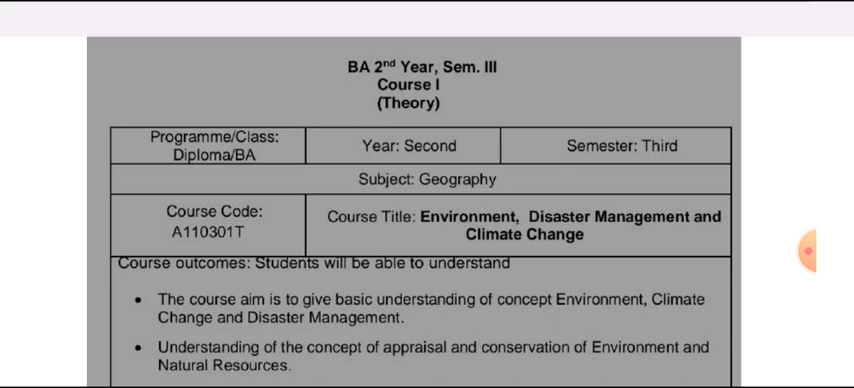 BA 2nd Year, Sem. III
Course I
(Theory)
Programme/Class:
Diploma/BA
Year: Second
Semester: Third
Subject: Geography
Course Code:
A110301T
Course Title: Environment, Disaster Management and
Climate Change
Course outcomes: Students will be able to understand
• The course aim is to give basic understanding of concept Environment, Climate
Change and Disaster Management.
• Understanding of the concept of appraisal and conservation of Environment and
Natural Resources.